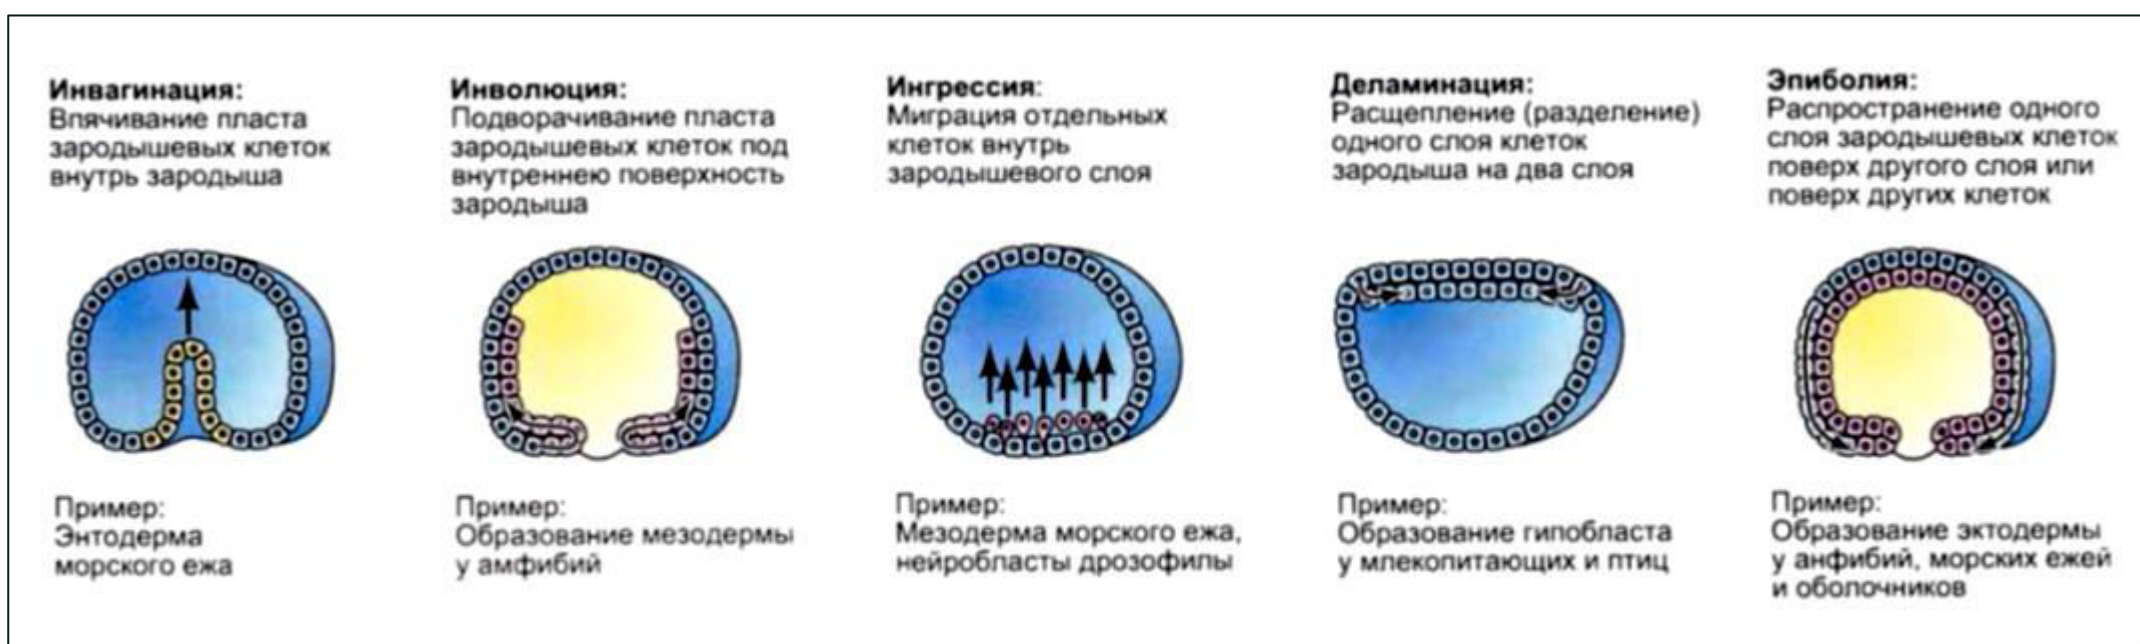 Инвагинация:
Впячивание пласта
зародышевых клеток
внутрь зародыша
Инволюция:
Подворачивание пласта
зародышевых клеток под
внутреннею поверхность
зародыша
Ингрессия:
Миграция отдельных
клеток внутрь
зародышевого слоя
Деламинация:
Расщепление (разделение)
одного слоя клеток
зародыша на два слоя
Эпиболия:
Распространение одного
слоя зародышевых клеток
поверх другого слоя или
поверх других клеток
Пример:
Энтодерма
морского ежа
Пример:
Образование мезодермы
у амфибий
Пример:
Мезодерма морского ежа,
нейробласты дрозофилы
Пример:
Образование гипобласта
у млекопитающих и птиц
Пример:
Образование эктодермы
у анфибий, морских ежей
и оболочников